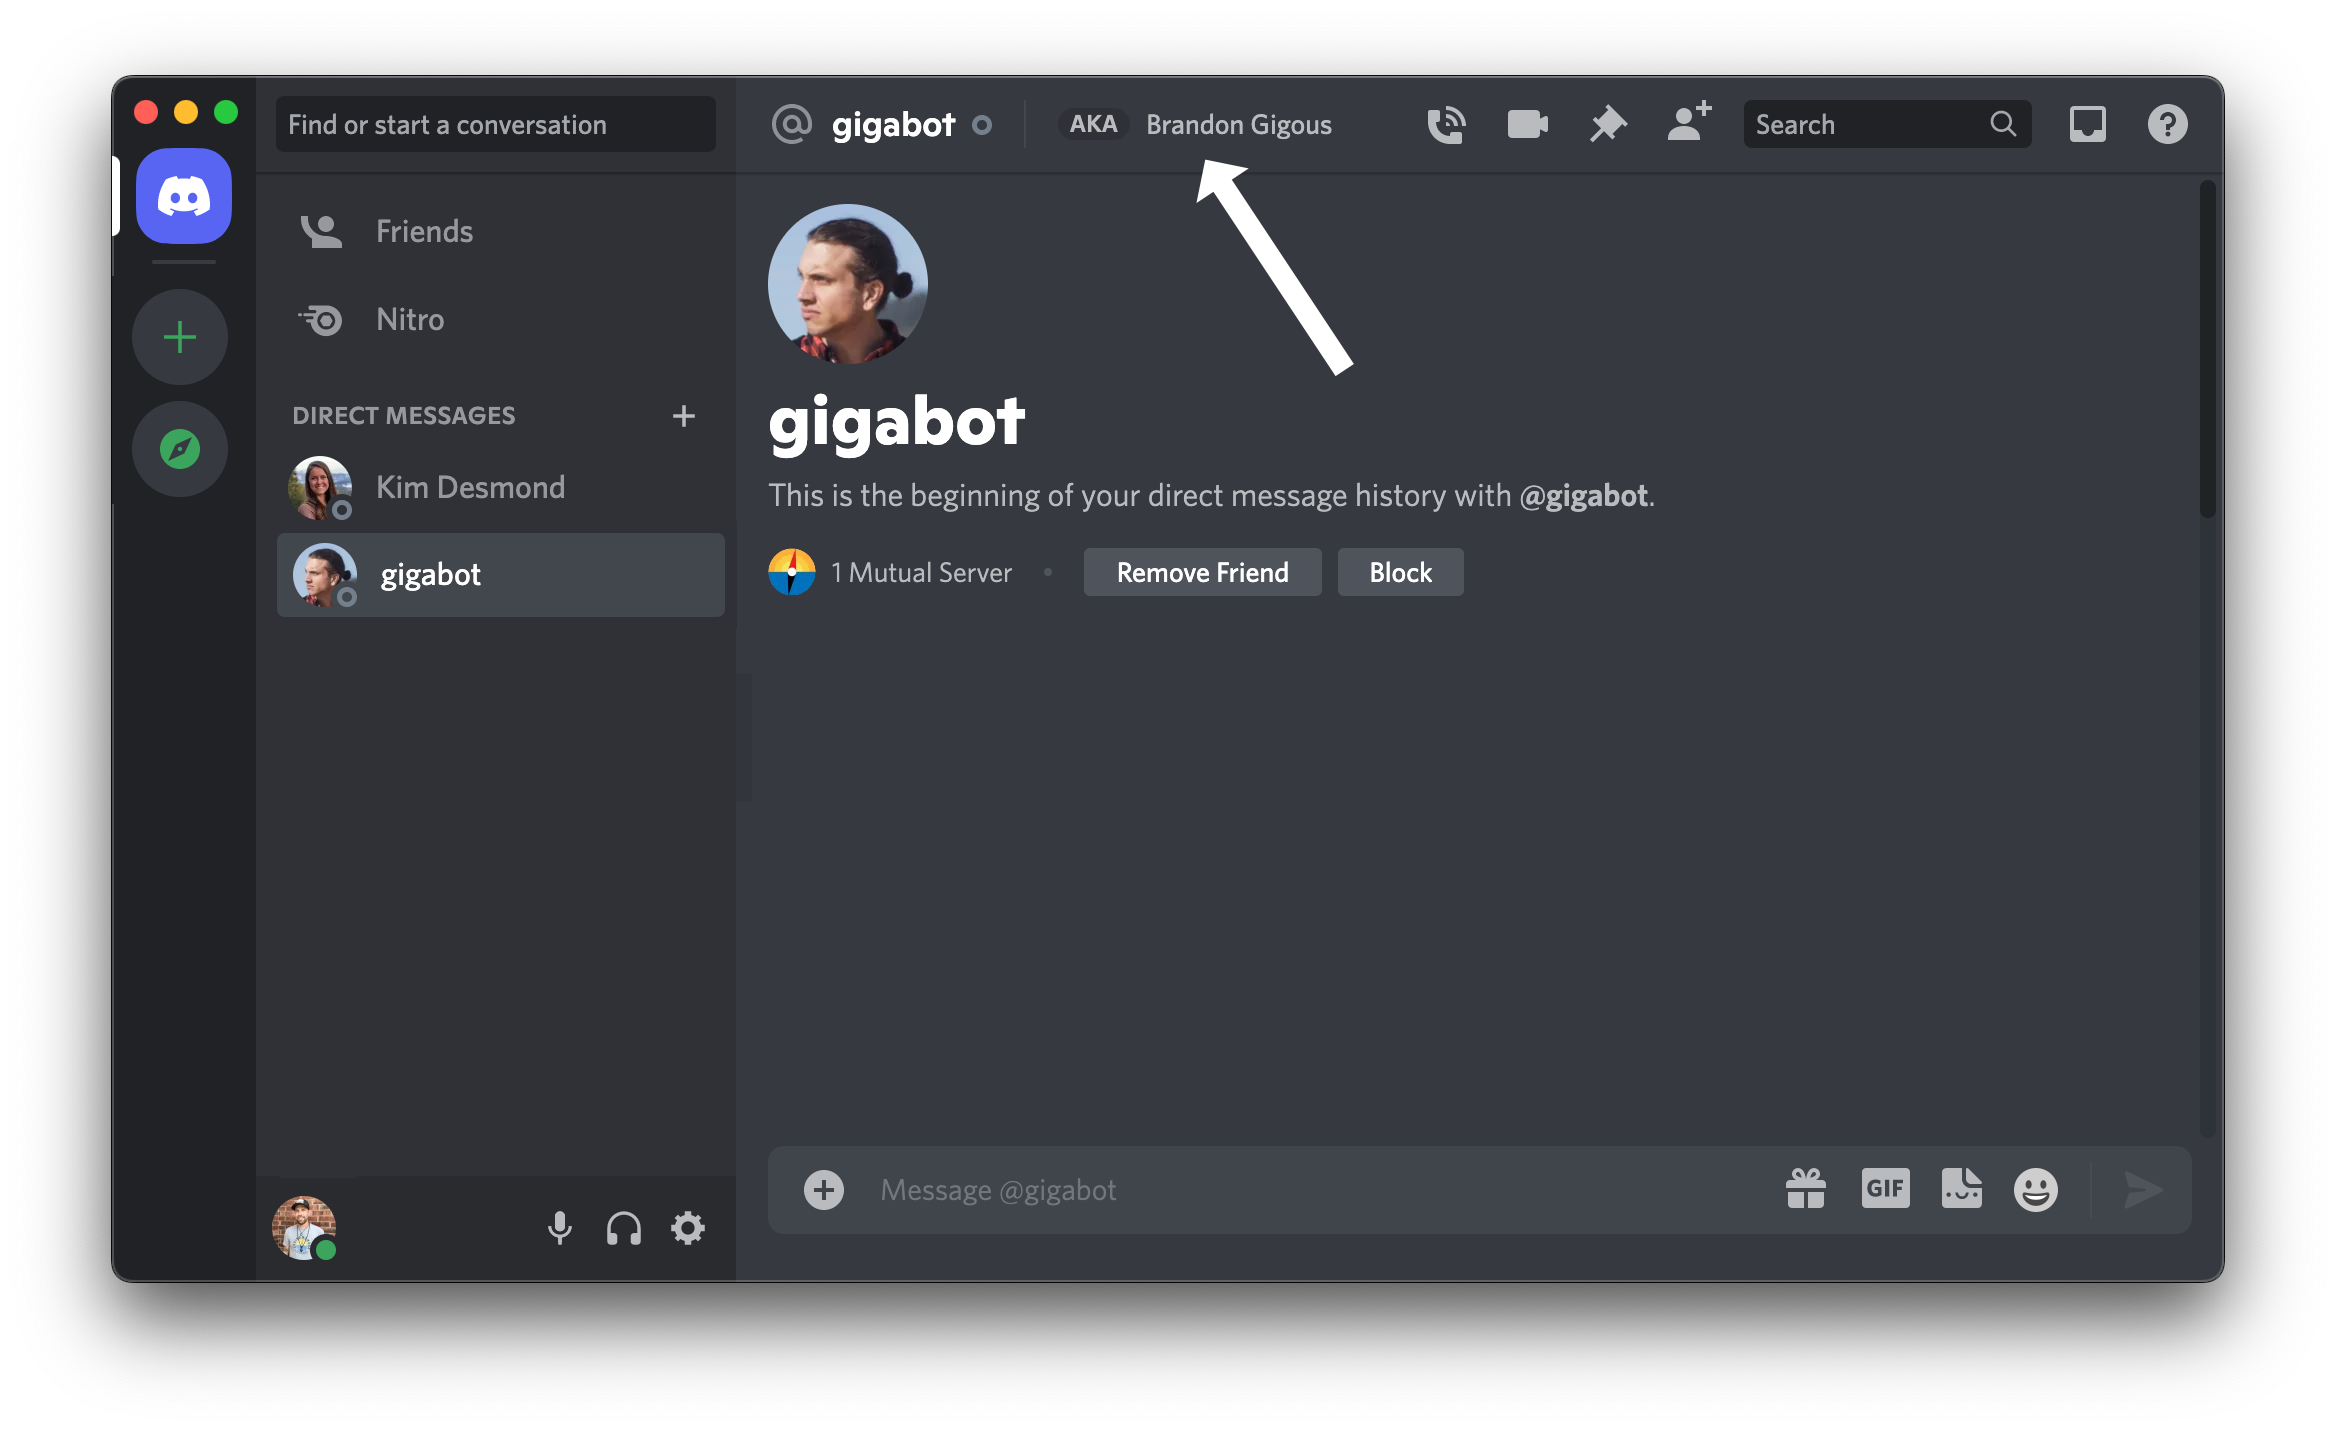 Find or start a conversation
gigabot
AKA Brandon Gigous
Search
Friends
Nitro
DIRECT MESSAGES
Kim Desmond
gigabot
gigabot
This is the beginning of your direct message history with @gigabot.
1 Mutual Server
Remove Friend
Block
Message @gigabot
GIF